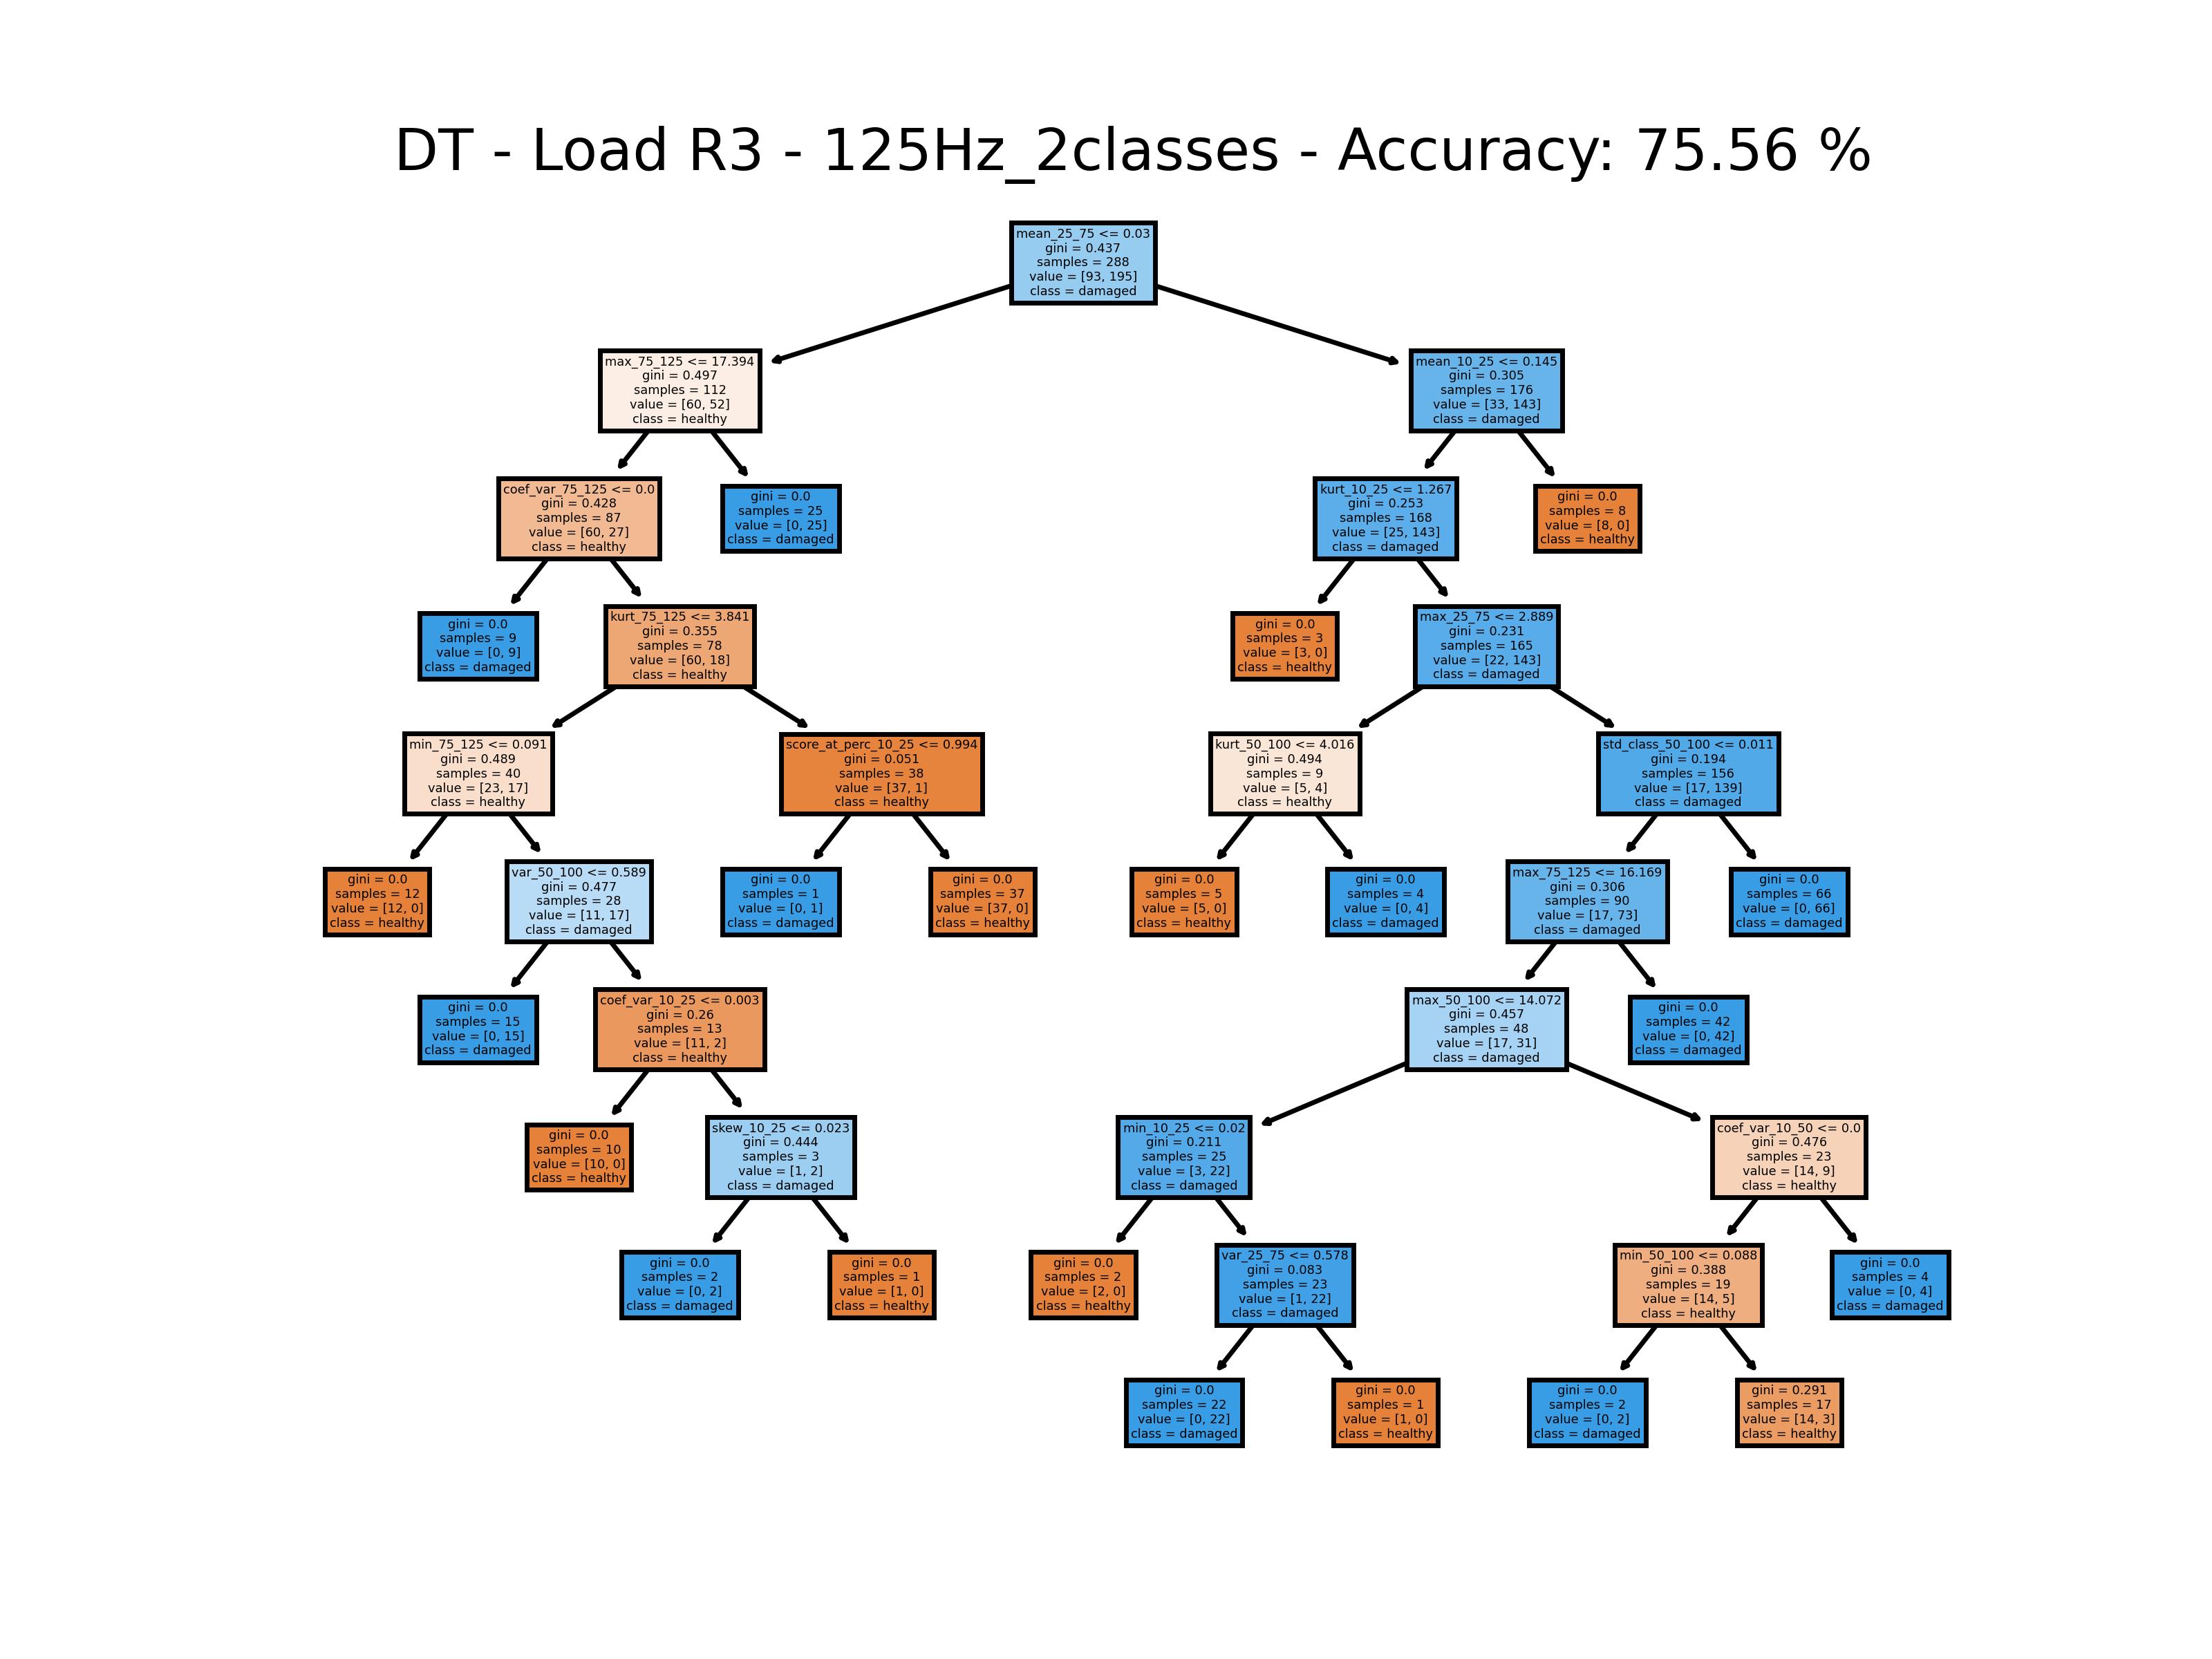 DT - Load R3 - 125Hz_2classes - Accuracy: 75.56 %
mean_25_75 <= 0.03
gini = 0.437
samples = 288
value = [93, 195]
class = damaged
max_75_125 <= 17.394
gini = 0.497
samples = 112
value = [60, 52]
class = healthy
mean_10_25 <= 0.145
gini = 0.305
samples = 176
value = [33, 143]
class = damaged
coef_var_75_125 <= 0.0
gini = 0.428
samples = 87
value = [60, 27]
class = healthy
gini = 0.0
samples = 25
value = [0, 25]
class = damaged
kurt_10_25 <= 1.267
gini = 0.253
samples = 168
value = [25, 143]
class = damaged
gini = 0.0
samples = 8
value = [8, 0]
class = healthy
gini = 0.0
samples = 9
value = [0, 9]
class = damaged
kurt_75_125 <= 3.841
gini = 0.355
samples = 78
value = [60, 18]
class = healthy
gini = 0.0
samples = 3
value = [3, 0]
class = healthy
max_25_75 <= 2.889
gini = 0.231
samples = 165
value = [22, 143]
class = damaged
min_75_125 <= 0.091
gini = 0.489
samples = 40
value = [23, 17]
class = healthy
score_at_perc_10_25 <= 0.994
gini = 0.051
samples = 38
value = [37, 1]
class = healthy
kurt_50_100 <= 4.016
gini = 0.494
samples = 9
value = [5, 4]
class = healthy
std_class_50_100 <= 0.011
gini = 0.194
samples = 156
value = [17, 139]
class = damaged
gini = 0.0
samples = 12
value = [12, 0]
class = healthy
var_50_100 <= 0.589
gini = 0.477
samples = 28
value = [11, 17]
class = damaged
gini = 0.0
samples = 1
value = [0, 1]
class = damaged
gini = 0.0
samples = 37
value = [37, 0]
class = healthy
gini = 0.0
samples = 5
value = [5, 0]
class = healthy
gini = 0.0
samples = 4
value = [0, 4]
class = damaged
max_75_125 <= 16.169
gini = 0.306
samples = 90
value = [17, 73]
class = damaged
gini = 0.0
samples = 66
value = [0, 66]
class = damaged
gini = 0.0
samples = 15
value = [0, 15]
class = damaged
coef_var_10_25 <= 0.003
gini = 0.26
samples = 13
value = [11, 2]
class = healthy
max_50_100 <= 14.072
gini = 0.457
samples = 48
value = [17, 31]
class = damaged
gini = 0.0
samples = 42
value = [0, 42]
class = damaged
gini = 0.0
samples = 10
value = [10, 0]
class = healthy
skew_10_25 <= 0.023
gini = 0.444
samples = 3
value = [1, 2]
class = damaged
min_10_25 <= 0.02
gini = 0.211
samples = 25
value = [3, 22]
class = damaged
coef_var_10_50 <= 0.0
gini = 0.476
samples = 23
value = [14, 9]
class = healthy
gini = 0.0
samples = 2
value = [0, 2]
class = damaged
gini = 0.0
samples = 1
value = [1, 0]
class = healthy
gini = 0.0
samples = 2
value = [2, 0]
class = healthy
var_25_75 <= 0.578
gini = 0.083
samples = 23
value = [1, 22]
class = damaged
min_50_100 <= 0.088
gini = 0.388
samples = 19
value = [14, 5]
class = healthy
gini = 0.0
samples = 4
value = [0, 4]
class = damaged
gini = 0.0
samples = 22
value = [0, 22]
class = damaged
gini = 0.0
samples = 1
value = [1, 0]
class = healthy
gini = 0.0
samples = 2
value = [0, 2]
class = damaged
gini = 0.291
samples = 17
value = [14, 3]
class = healthy